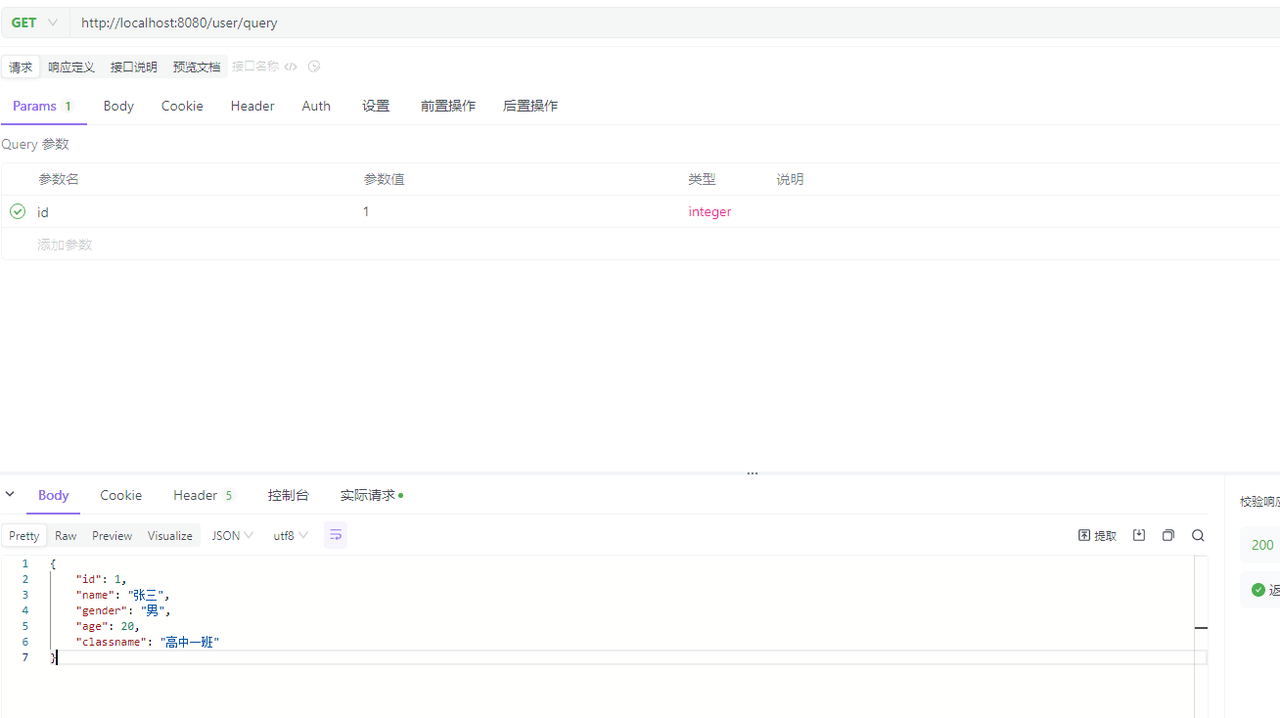 GET http://localhost:8080/user/query
请求 响应定义 接口说明 预览文档 接口名称
Params 1 Body Cookie Header Auth 设置 前置操作 后置操作
Query 参数
参数名 参数值 类型 说明
id 1 integer
添加参数
Body Cookie Header 5 控制台 实际请求
校验响应
Pretty Raw Preview Visualize JSON utf8 提取
200
1 {
2 "id": 1,
3 "name": "张三",
4 "gender": "男",
5 "age": 20,
6 "classname": "高中一班"
7 }
返